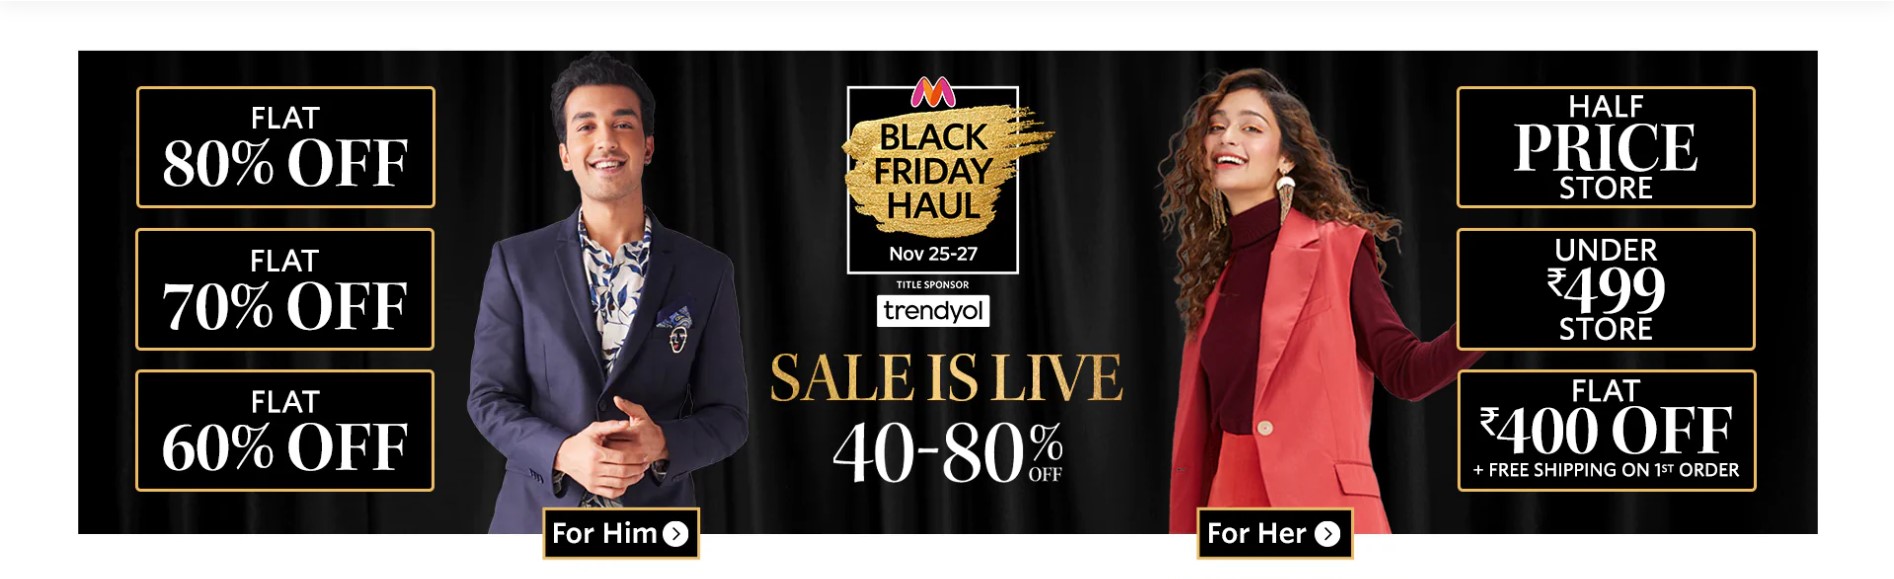 FLAT
80% OFF
FLAT
70% OFF
FLAT
60% OFF
BLACK
FRIDAY
HAUL
Nov 25-27
TITLE SPONSOR
trendyol
SALE IS LIVE
40-80% OFF
HALF
PRICE
STORE
UNDER
₹499
STORE
FLAT
₹400 OFF
+ FREE SHIPPING ON 1ST ORDER
For Him
For Her